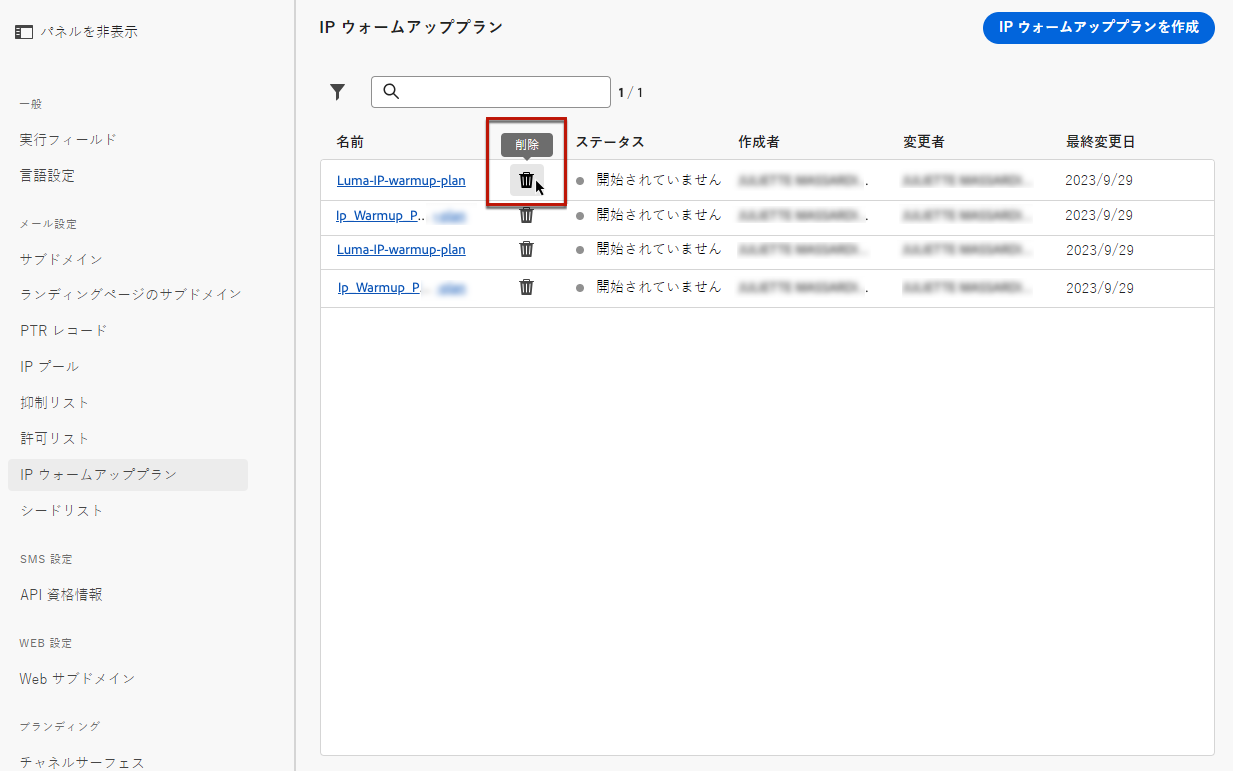 パネルを非表示
一般
実行フィールド
言語設定
メール設定
サブドメイン
ランディングページのサブドメイン
PTR レコード
IP プール
抑制リスト
許可リスト
IP ウォームアッププラン
シードリスト
SMS 設定
API 資格情報
WEB 設定
Web サブドメイン
ブランディング
チャネルサーフェス
IP ウォームアッププラン
IP ウォームアッププランを作成
1 / 1
名前 削除 ステータス 作成者 変更者 最終変更日
Luma-IP-warmup-plan 開始されていません 2023/9/29
Ip_Warmup_P.. 開始されていません 2023/9/29
Luma-IP-warmup-plan 開始されていません 2023/9/29
Ip_Warmup_P 開始されていません 2023/9/29